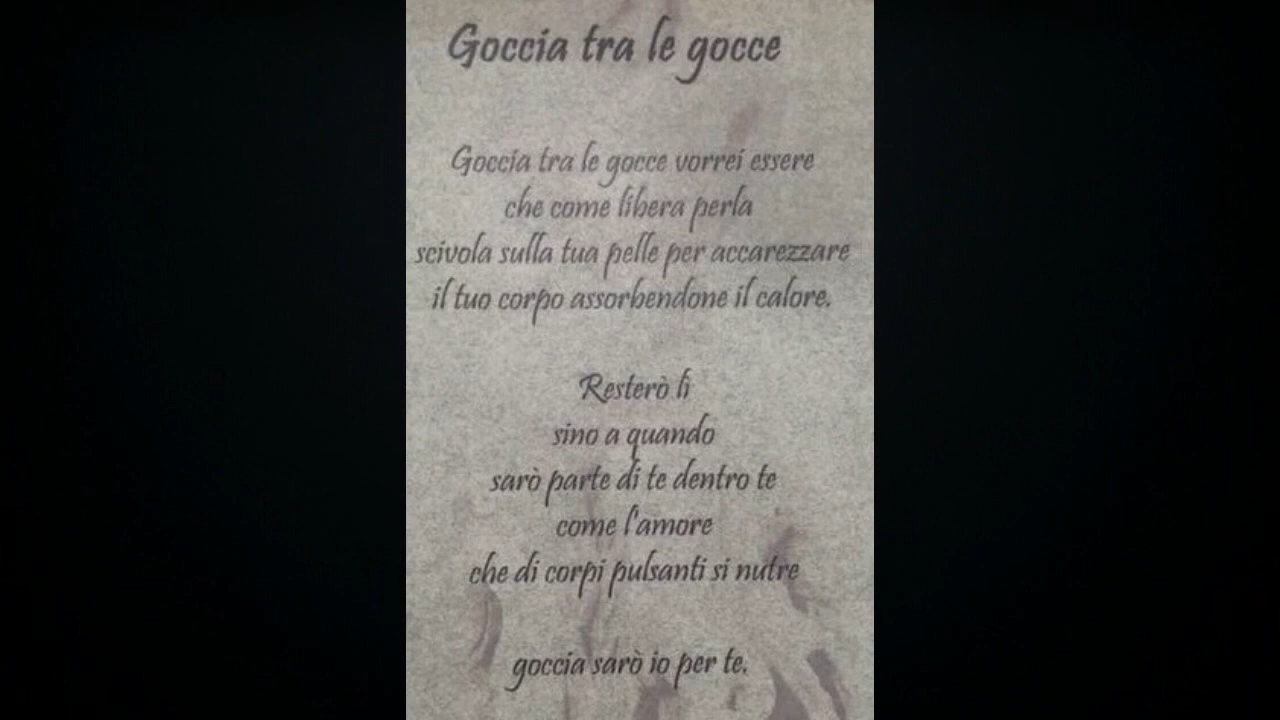 Goccia tra le gocce
Goccia tra le gocce vorrei essere
che come libera perla
scivola sulla tua pelle per accarezzare
il tuo corpo assorbendone il calore.
Resterò lì
sino a quando
sarò parte di te dentro te
come l'amore
che di corpi pulsanti si nutre
goccia sarò io per te.